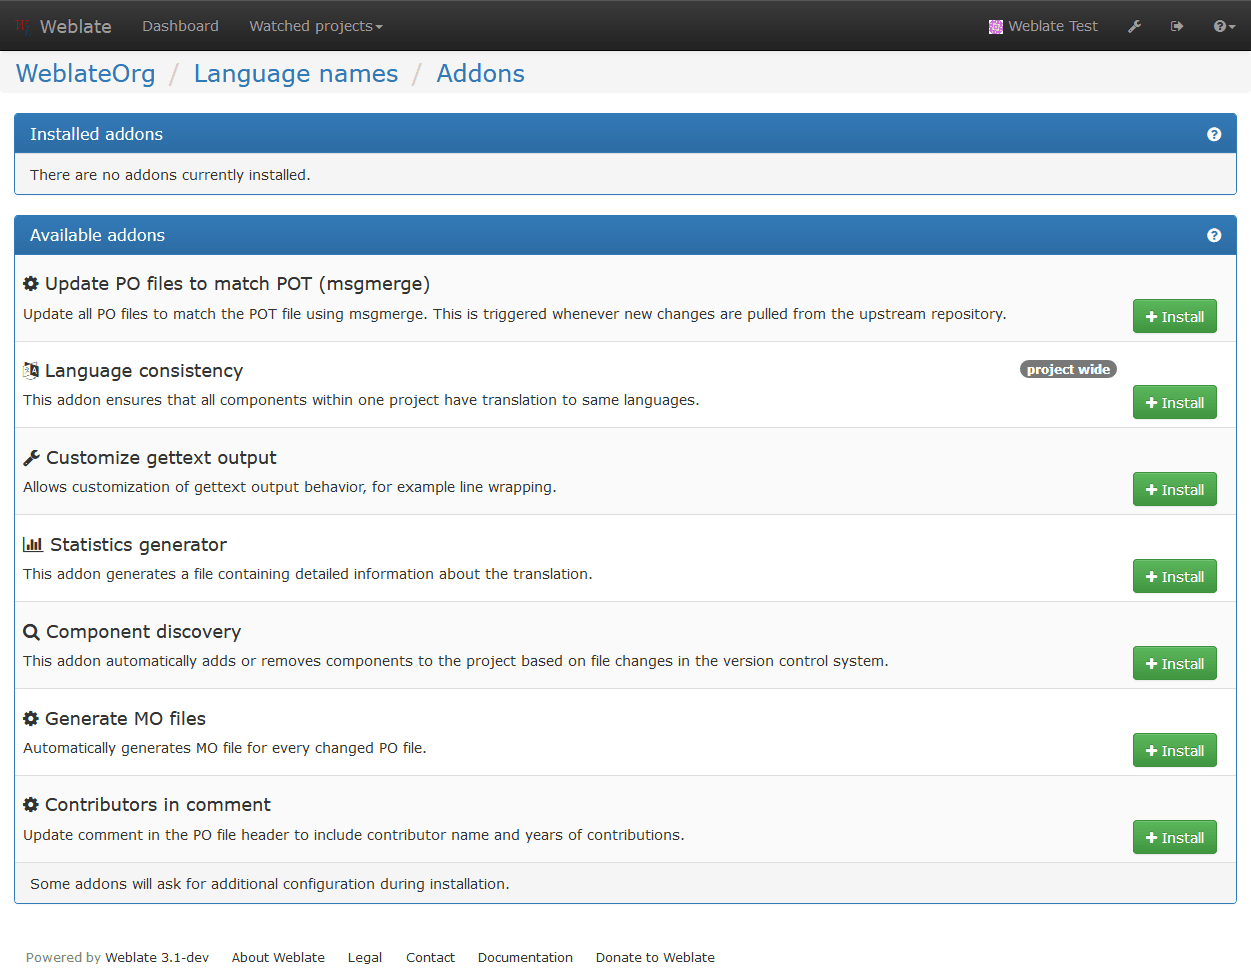 Weblate Dashboard Watched projects Weblate Test
WeblateOrg / Language names / Addons
Installed addons
There are no addons currently installed.
Available addons
Update PO files to match POT (msgmerge)
Update all PO files to match the POT file using msgmerge. This is triggered whenever new changes are pulled from the upstream repository.
Install
Language consistency
project wide
This addon ensures that all components within one project have translation to same languages.
Install
Customize gettext output
Allows customization of gettext output behavior, for example line wrapping.
Install
Statistics generator
This addon generates a file containing detailed information about the translation.
Install
Component discovery
This addon automatically adds or removes components to the project based on file changes in the version control system.
Install
Generate MO files
Automatically generates MO file for every changed PO file.
Install
Contributors in comment
Update comment in the PO file header to include contributor name and years of contributions.
Install
Some addons will ask for additional configuration during installation.
Powered by Weblate 3.1-dev About Weblate Legal Contact Documentation Donate to Weblate